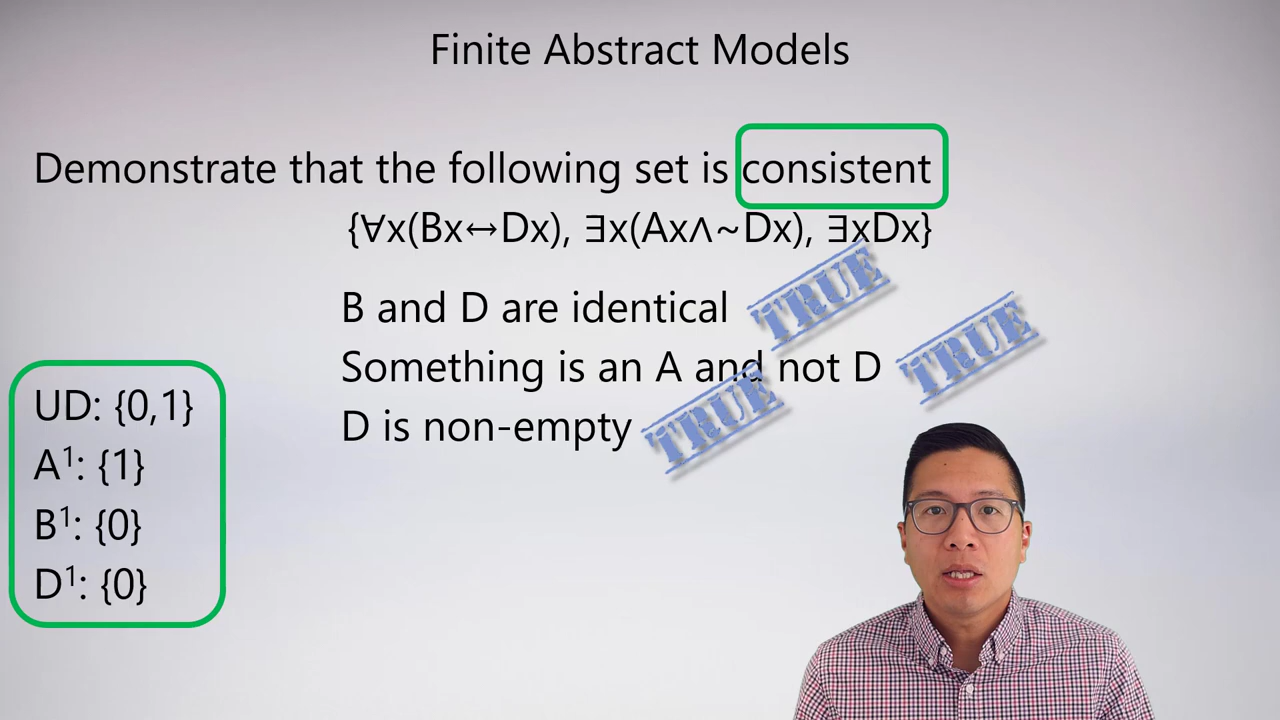 Finite Abstract Models
Demonstrate that the following set is consistent
{∀x(Bx↔Dx), ∃x(Ax∧~Dx), ∃xDx}
B and D are identical TRUE
Something is an A and not D TRUE
D is non-empty TRUE
UD: {0,1}
A¹: {1}
B¹: {0}
D¹: {0}